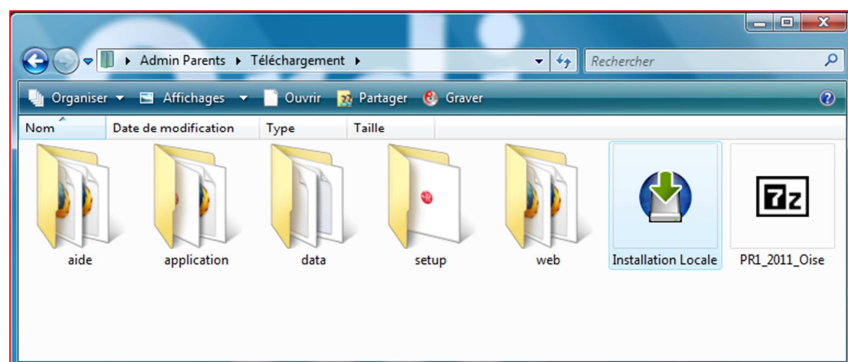 Admin Parents Téléchargement
Rechercher
Organiser Affichages Ouvrir Partager Graver
Nom Date de modification Type Taille
7z
aide application data setup web Installation Locale PR1_2011_Oise